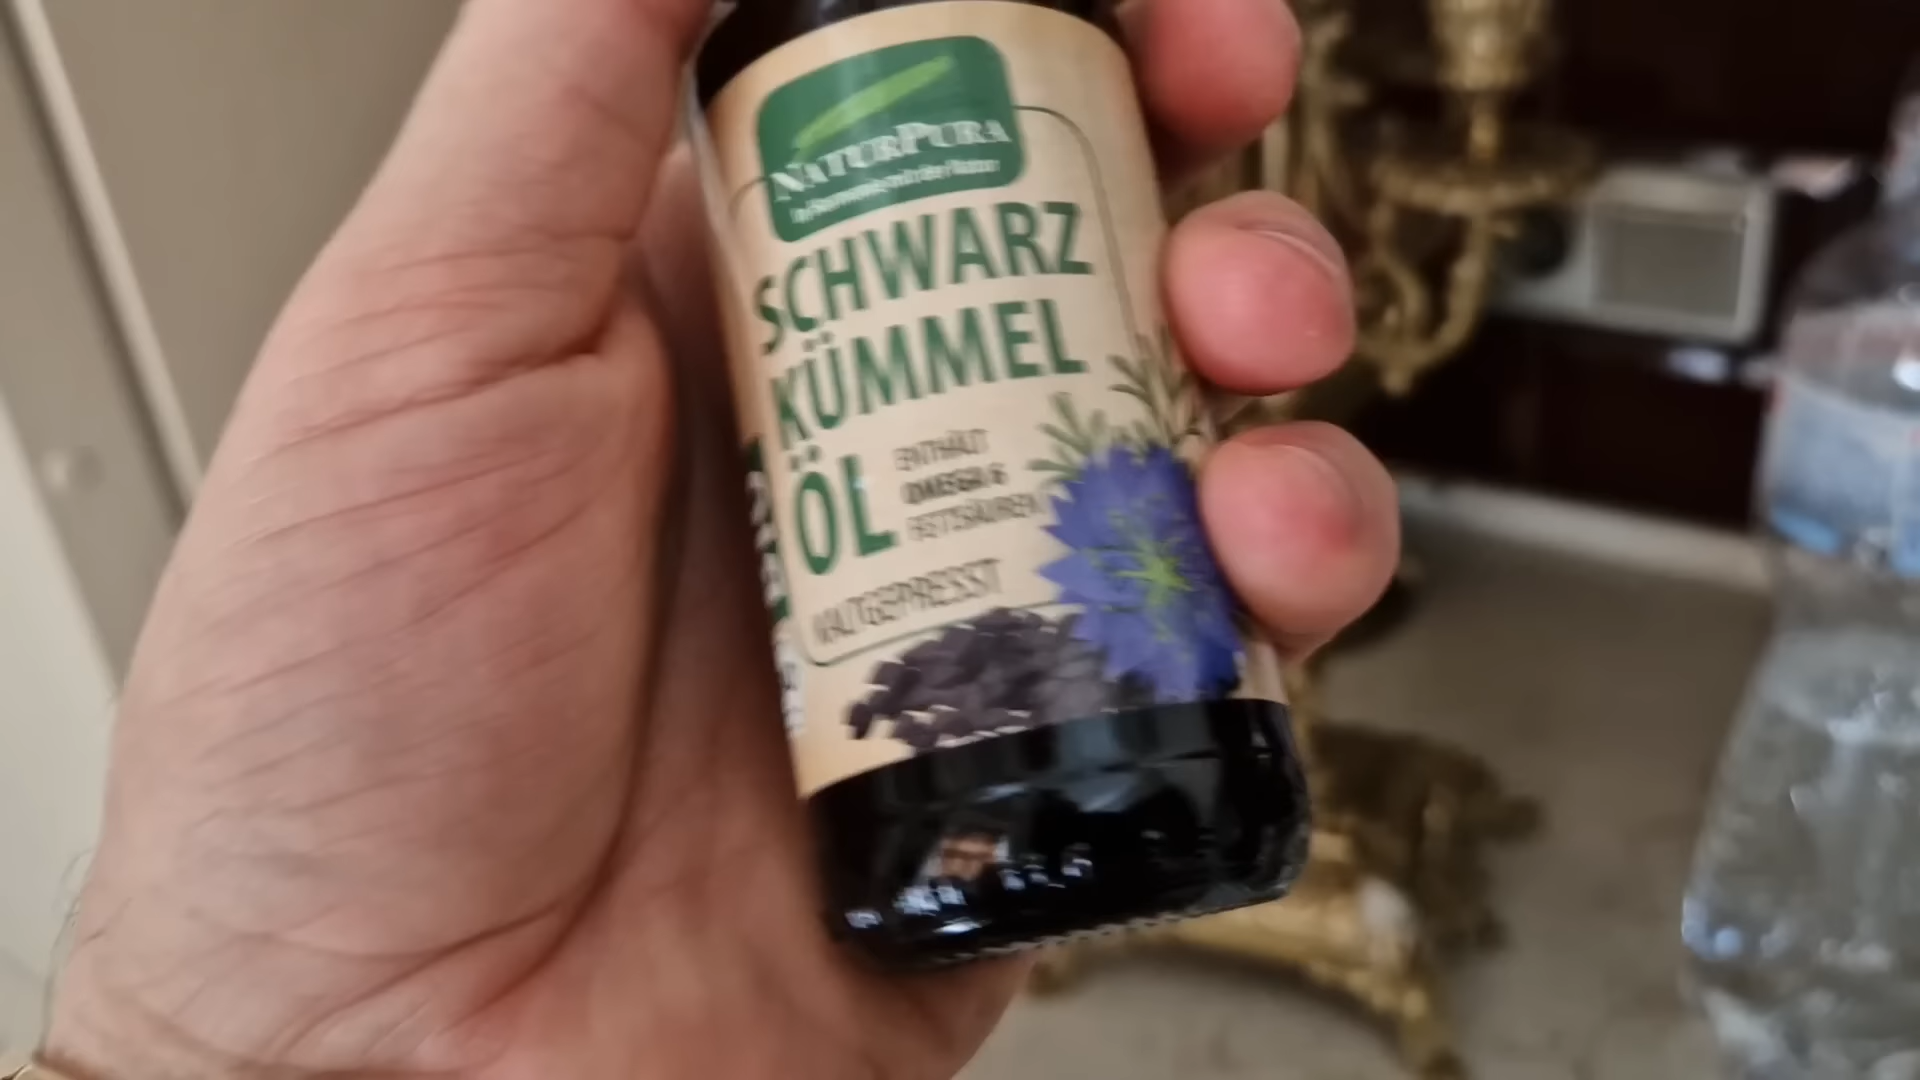 NATURPURA
SCHWARZ
KÜMMEL
ÖL
ENTHÄLT
OMEGA 6
FETTSÄUREN
KALTGEPRESST